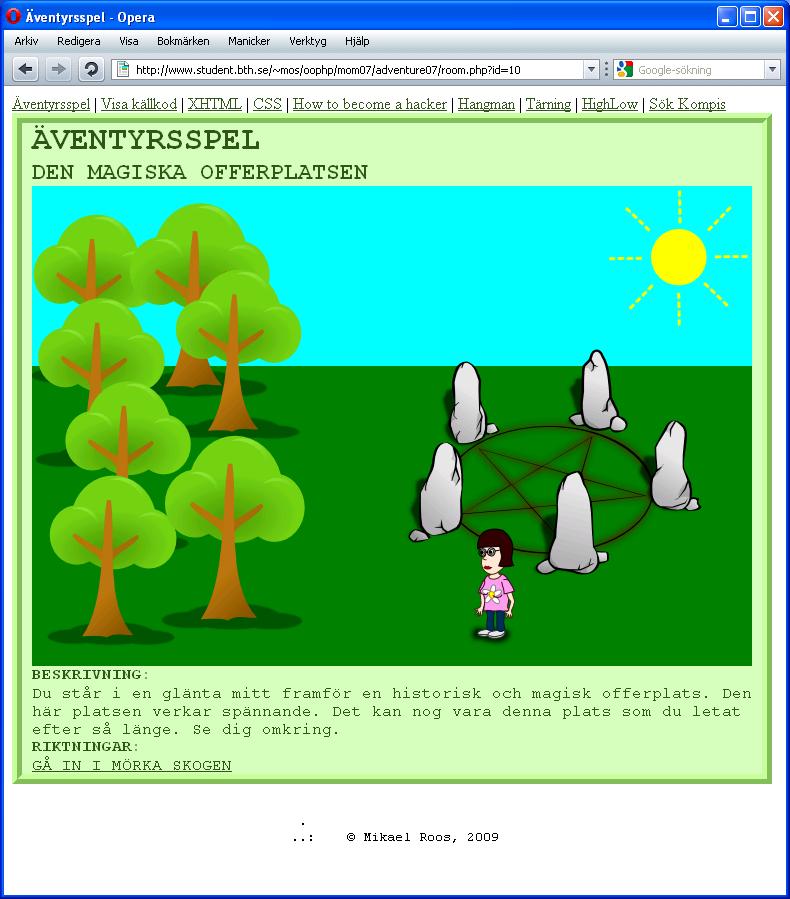 Äventyrsspel - Opera
Arkiv Redigera Visa Bokmärken Manicker Verktyg Hjälp
http://www.student.bth.se/~mos/oophp/mom07/adventure07/room.php?id=10 Google-sökning
Äventyrsspel | Visa källkod | XHTML | CSS | How to become a hacker | Hangman | Tärning | HighLow | Sök Kompis
ÄVENTYRSSPEL
DEN MAGISKA OFFERPLATSEN
BESKRIVNING:
Du står i en glänta mitt framför en historisk och magisk offerplats. Den
här platsen verkar spännande. Det kan nog vara denna plats som du letat
efter så länge. Se dig omkring.
RIKTNINGAR:
GÅ IN I MÖRKA SKOGEN
.
..: © Mikael Roos, 2009